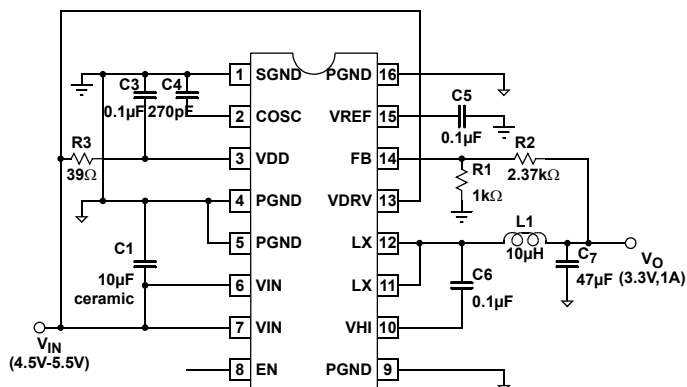 C3
0.1µF
C4
270pF
R3
39Ω
C1
10µF
ceramic
VIN
(4.5V-5.5V)
1 SGND
2 COSC
3 VDD
4 PGND
5 PGND
6 VIN
7 VIN
8 EN
PGND 16
VREF 15
FB 14
VDRV 13
LX 12
LX 11
VHI 10
PGND 9
C5
0.1µF
R2
2.37kΩ
R1
1kΩ
L1
10µH
C6
0.1µF
C7
47µF
VO
(3.3V,1A)